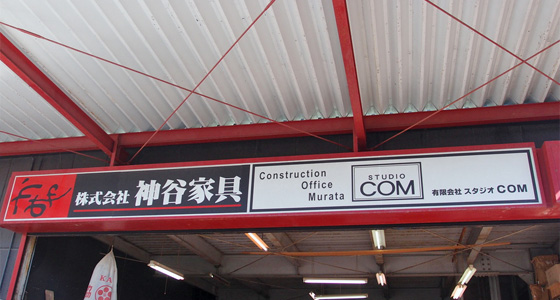 株式会社 神谷家具
Construction
Office
Murata
STUDIO
COM
有限会社 スタジオ COM